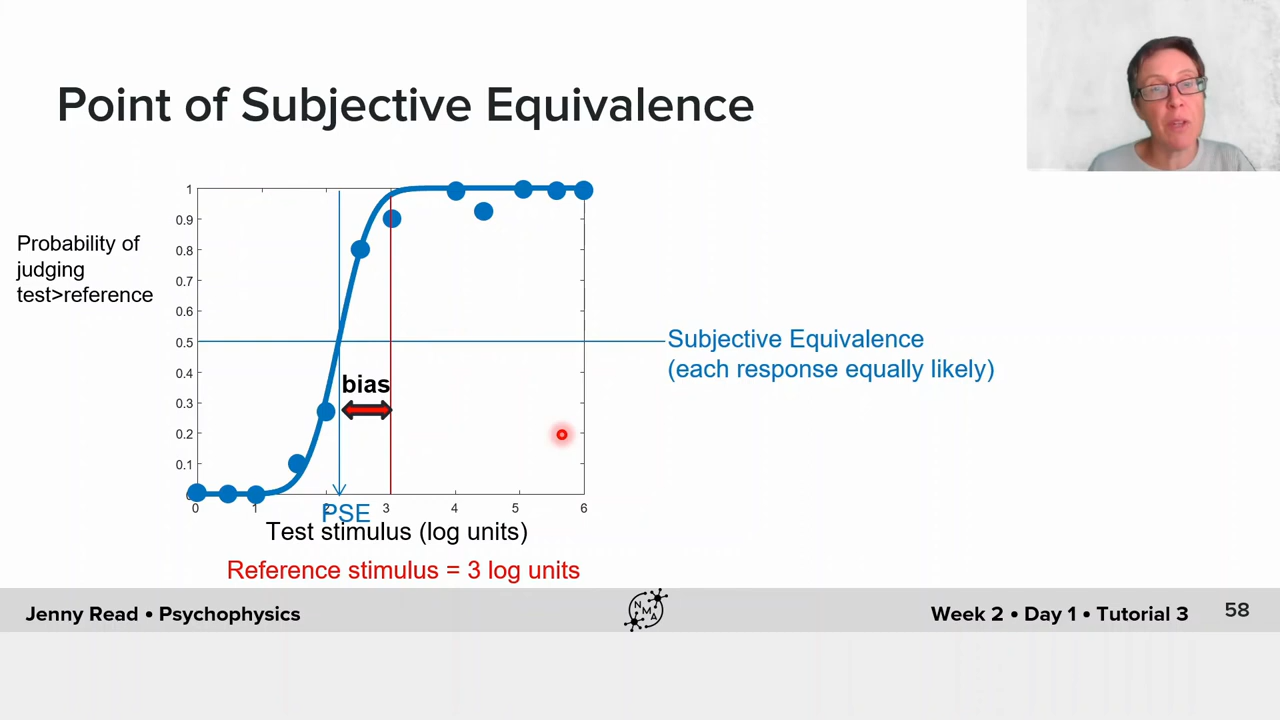 Point of Subjective Equivalence
Probability of
judging
test>reference
1
0.9
0.8
0.7
0.6
0.5
0.4
0.3
0.2
0.1
0
Subjective Equivalence
(each response equally likely)
bias
0 1 2 3 4 5 6
PSE
Test stimulus (log units)
Reference stimulus = 3 log units
Jenny Read • Psychophysics
NMA
Week 2 • Day 1 • Tutorial 3
58